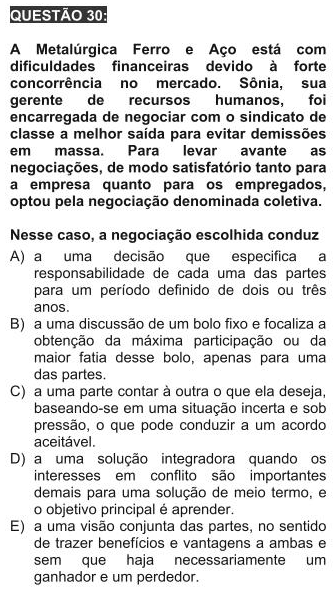 QUESTÃO 30:
A Metalúrgica Ferro e Aço está com
dificuldades financeiras devido à forte
concorrência no mercado. Sônia, sua
gerente de recursos humanos, foi
encarregada de negociar com o sindicato de
classe a melhor saída para evitar demissões
em massa. Para levar avante as
negociações, de modo satisfatório tanto para
a empresa quanto para os empregados,
optou pela negociação denominada coletiva.
Nesse caso, a negociação escolhida conduz
A) a uma decisão que especifica a
responsabilidade de cada uma das partes
para um período definido de dois ou três
anos.
B) a uma discussão de um bolo fixo e focaliza a
obtenção da máxima participação ou da
maior fatia desse bolo, apenas para uma
das partes.
C) a uma parte contar à outra o que ela deseja,
baseando-se em uma situação incerta e sob
pressão, o que pode conduzir a um acordo
aceitável.
D) a uma solução integradora quando os
interesses em conflito são importantes
demais para uma solução de meio termo, e
o objetivo principal é aprender.
E) a uma visão conjunta das partes, no sentido
de trazer benefícios e vantagens a ambas e
sem que haja necessariamente um
ganhador e um perdedor.